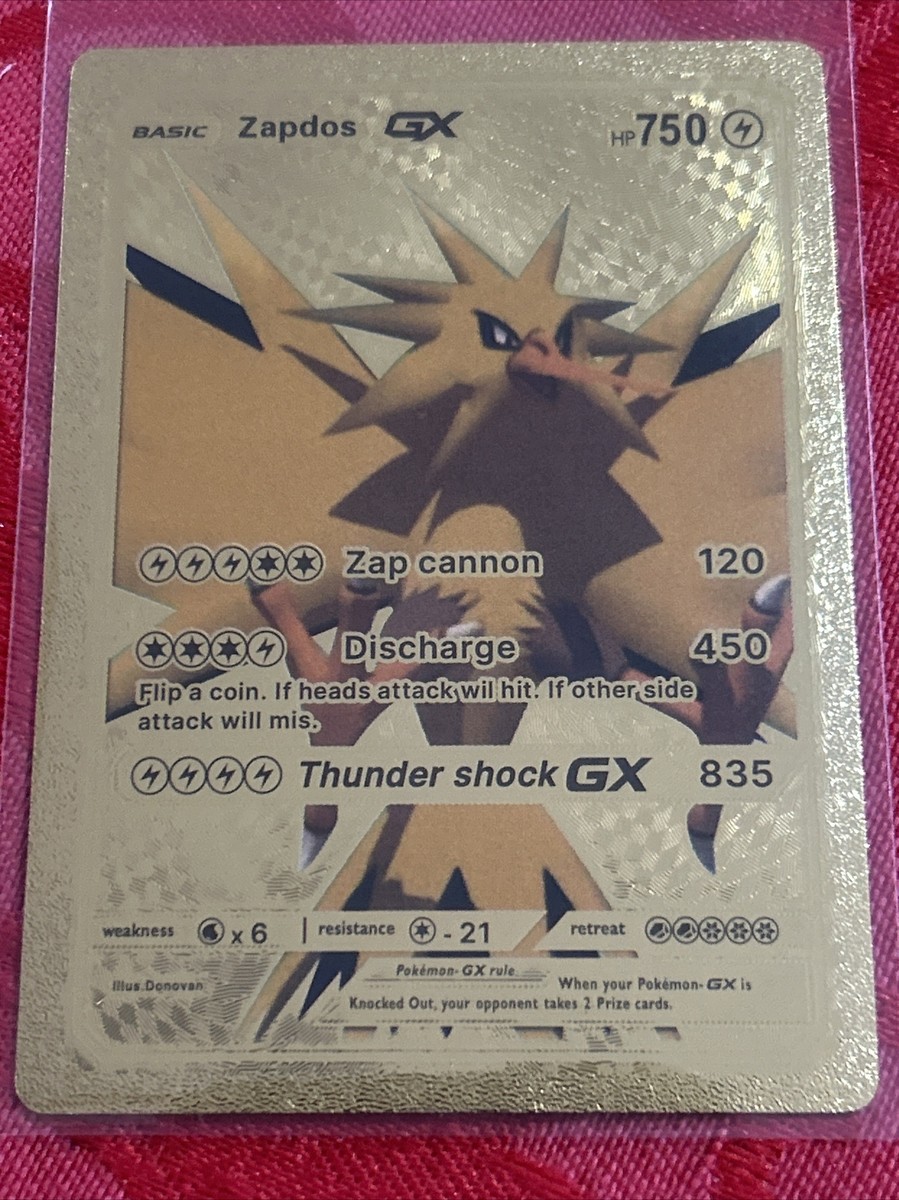 BASIC Zapdos GX HP750
Zap cannon 120
Discharge 450
Flip a coin. If heads attack wil hit. If other side
attack will mis.
Thunder shock GX 835
weakness x 6 resistance - 21 retreat
Pokémon-GX rule
Illus.Donovan
When your Pokémon-GX is
Knocked Out, your opponent takes 2 Prize cards.